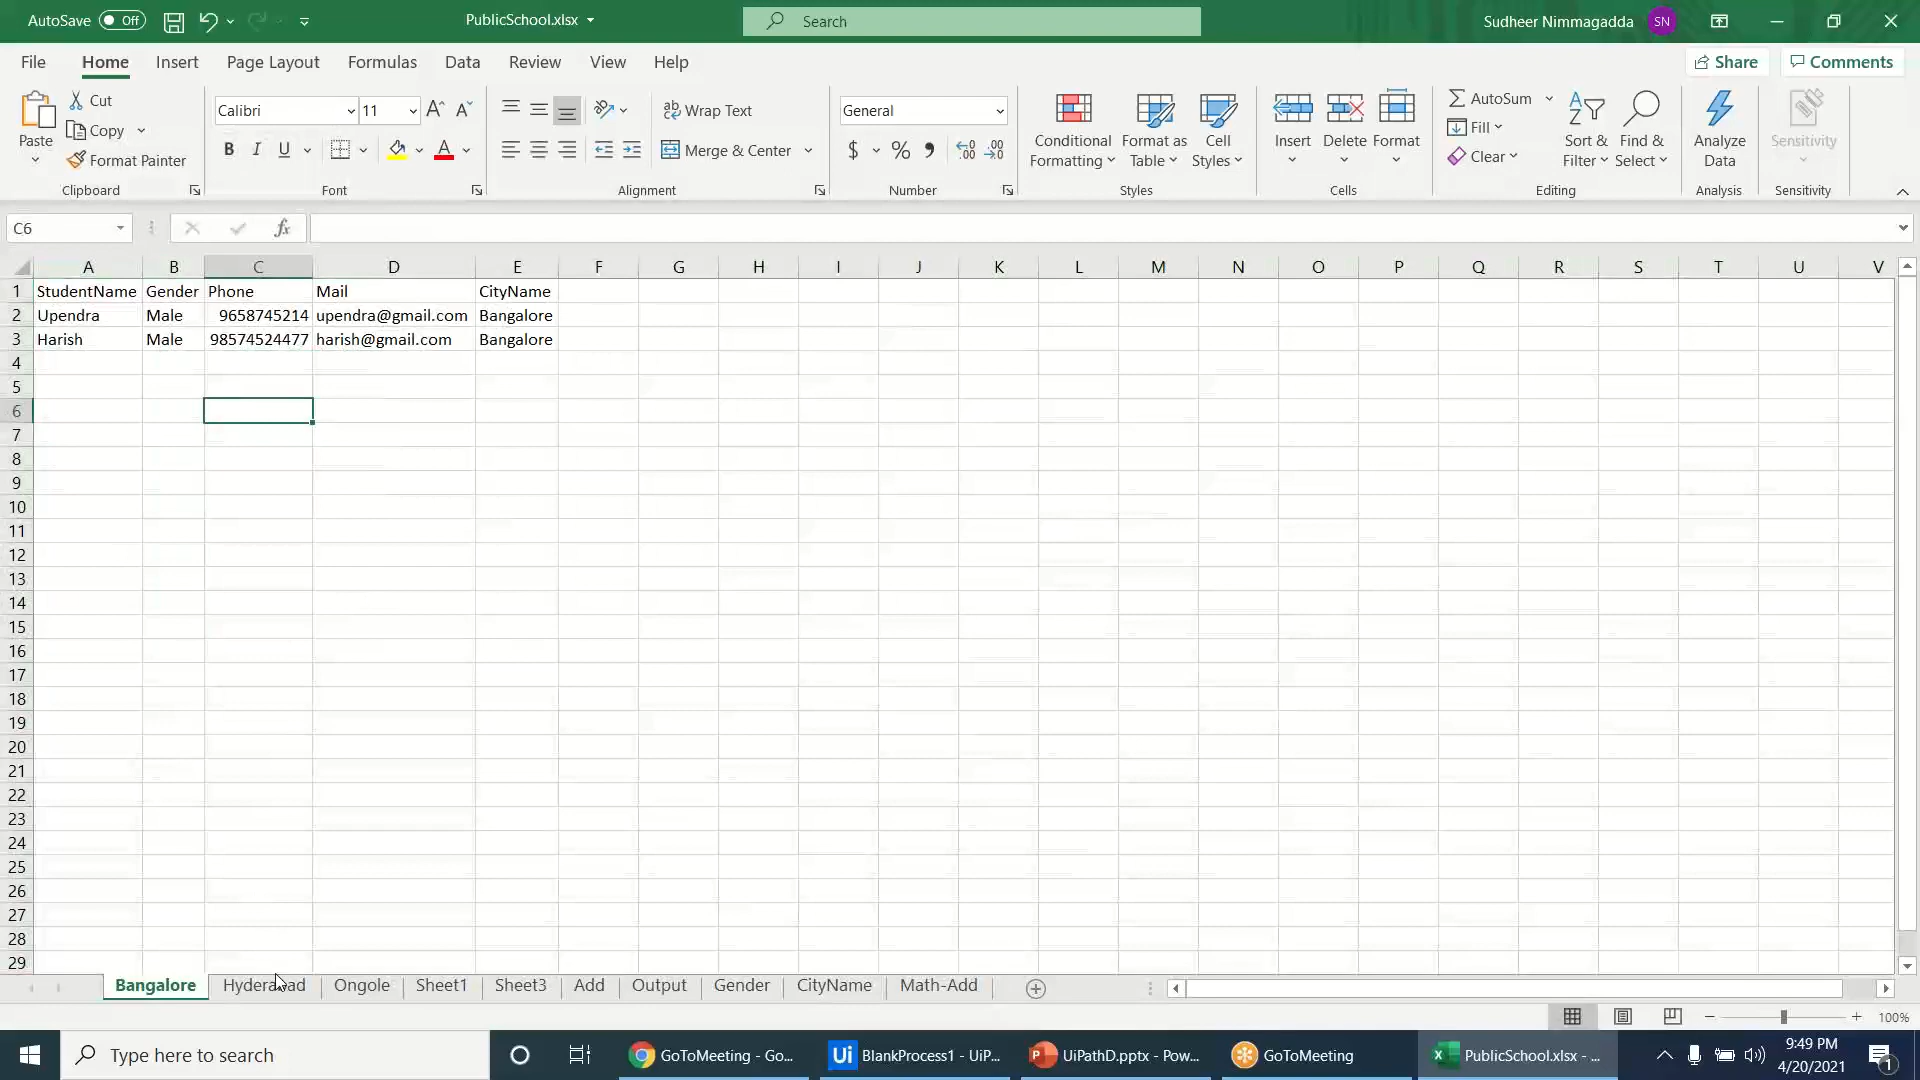 AutoSave Off PublicSchool.xlsx Search Sudheer Nimmagadda SN
File Home Insert Page Layout Formulas Data Review View Help Share Comments
Paste Cut Copy Format Painter Clipboard
Calibri 11 A A B I U A Font
Wrap Text Merge & Center Alignment
General $ % 9 Number
Conditional Formatting Format as Table Cell Styles Styles
Insert Delete Format Cells
AutoSum Fill Clear Sort & Filter Find & Select Editing
Analyze Data Analysis
Sensitivity Sensitivity
C6 fx
A B C D E F G H I J K L M N O P Q R S T U V
1 StudentName Gender Phone Mail CityName
2 Upendra Male 9658745214 upendra@gmail.com Bangalore
3 Harish Male 98574524477 harish@gmail.com Bangalore
4
5
6
7
8
9
10
11
12
13
14
15
16
17
18
19
20
21
22
23
24
25
26
27
28
29
Bangalore Hyderabad Ongole Sheet1 Sheet3 Add Output Gender CityName Math-Add
100%
Type here to search GoToMeeting - Go... Ui BlankProcess1 - UiP... UiPathD.pptx - Pow... GoToMeeting PublicSchool.xlsx - ... 9:49 PM
4/20/2021 1